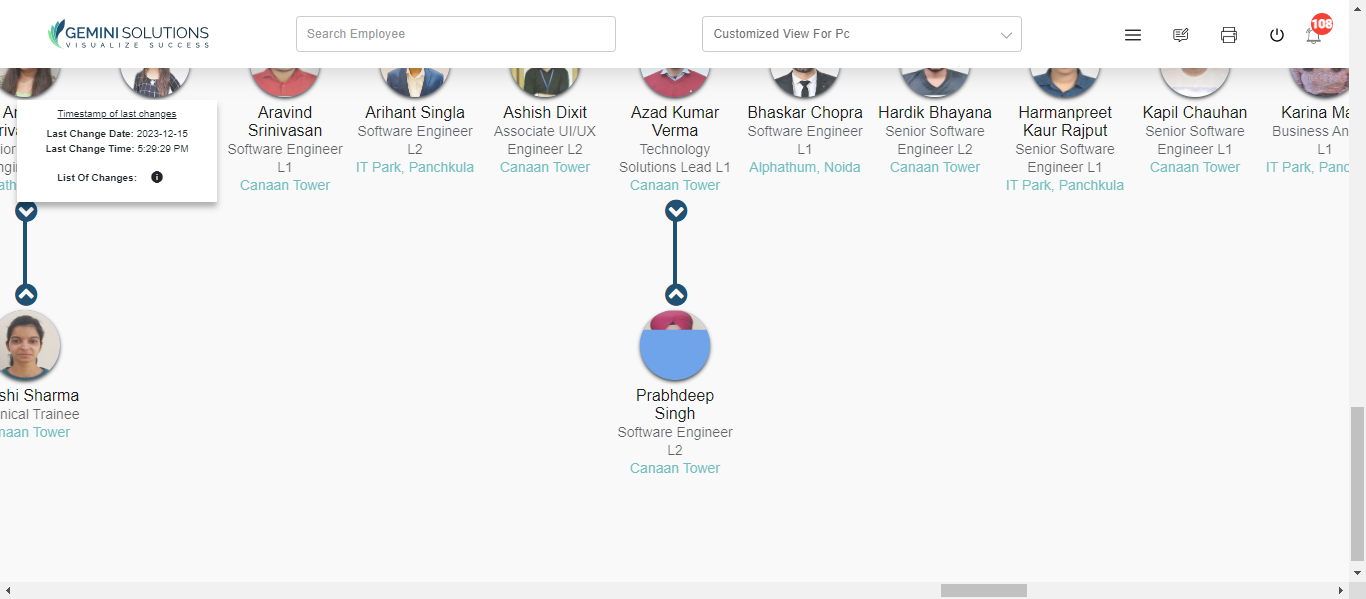 GEMINI SOLUTIONS
VISUALIZE SUCCESS
Search Employee
Customized View For Pc
108
Timestamp of last changes
Last Change Date: 2023-12-15
Last Change Time: 5:29:29 PM
List Of Changes:
Aravind
Srinivasan
Software Engineer
L1
Canaan Tower
Arihant Singla
Software Engineer
L2
IT Park, Panchkula
Ashish Dixit
Associate UI/UX
Engineer L2
Canaan Tower
Azad Kumar
Verma
Technology
Solutions Lead L1
Canaan Tower
Bhaskar Chopra
Software Engineer
L1
Alphathum, Noida
Hardik Bhayana
Senior Software
Engineer L2
Canaan Tower
Harmanpreet
Kaur Rajput
Senior Software
Engineer L1
IT Park, Panchkula
Kapil Chauhan
Senior Software
Engineer L1
Canaan Tower
Karina Ma
Business An
L1
IT Park, Panc
shi Sharma
nical Trainee
naan Tower
Prabhdeep
Singh
Software Engineer
L2
Canaan Tower